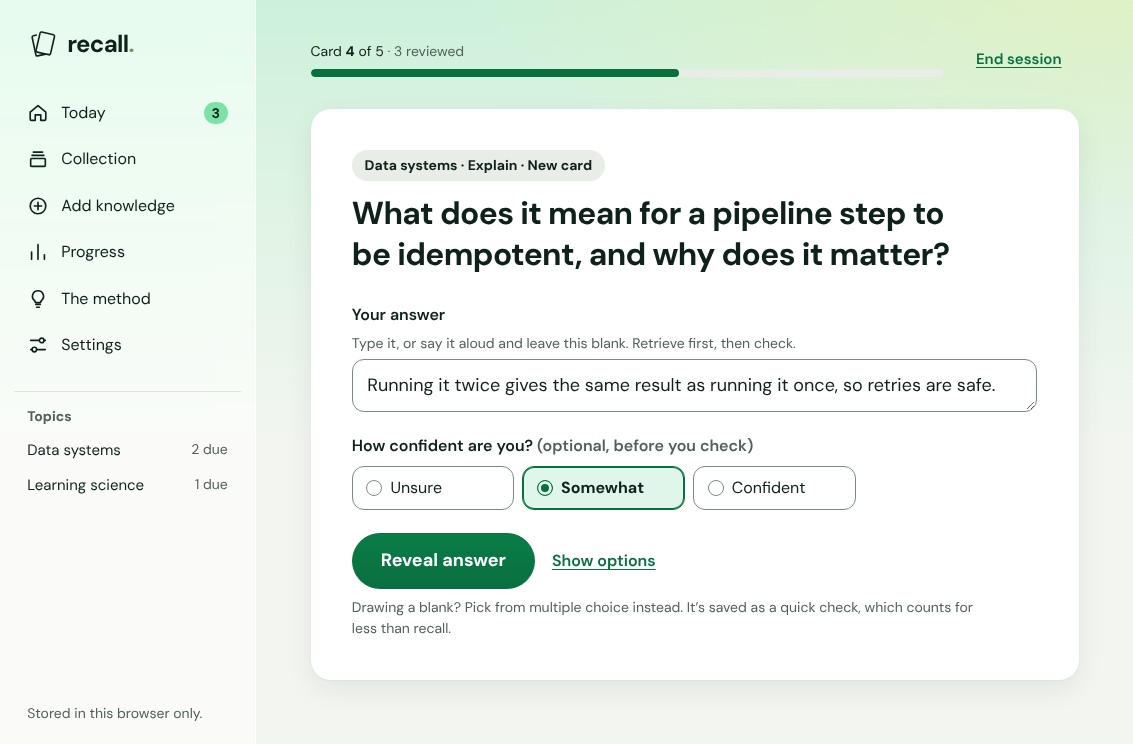 recall.
Today 3
Collection
Add knowledge
Progress
The method
Settings
Topics
Data systems 2 due
Learning science 1 due
Stored in this browser only.
Card 4 of 5 · 3 reviewed
End session
Data systems · Explain · New card
What does it mean for a pipeline step to
be idempotent, and why does it matter?
Your answer
Type it, or say it aloud and leave this blank. Retrieve first, then check.
Running it twice gives the same result as running it once, so retries are safe.
How confident are you? (optional, before you check)
Unsure Somewhat Confident
Reveal answer Show options
Drawing a blank? Pick from multiple choice instead. It’s saved as a quick check, which counts for
less than recall.